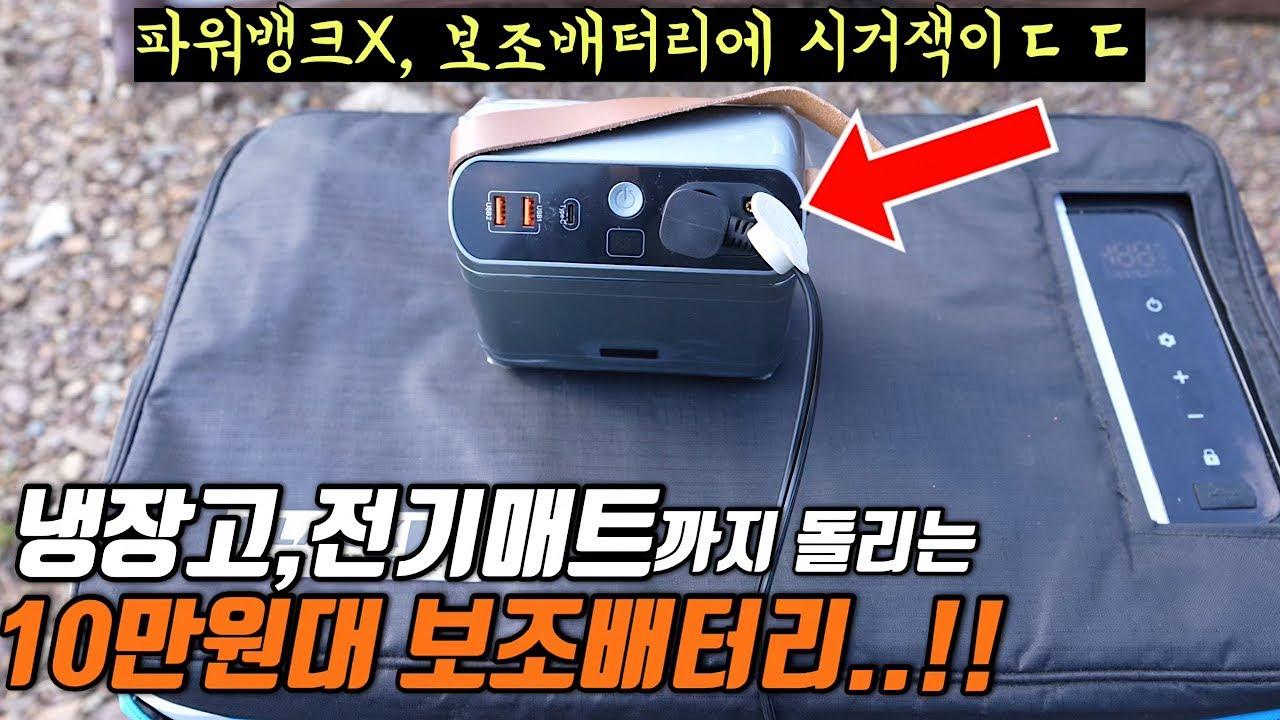 파워뱅크X, 보조배터리에 시거잭이ㄷㄷ
USB2
USB1
Type-C
냉장고,전기매트까지 돌리는
10만원대 보조배터리..!!